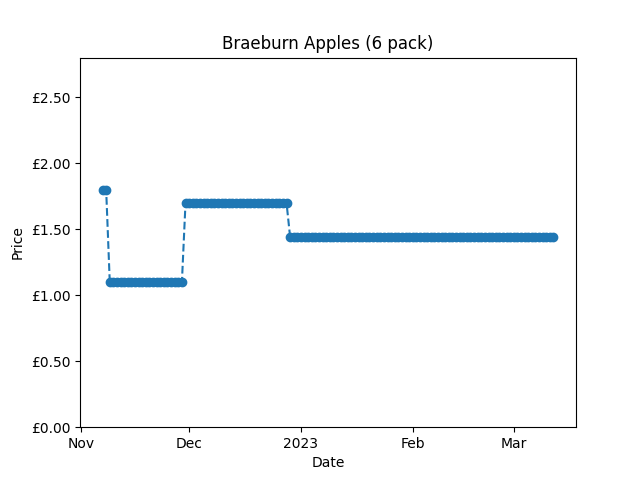 Braeburn Apples (6 pack)
Price
£2.50
£2.00
£1.50
£1.00
£0.50
£0.00
Nov Dec 2023 Feb Mar
Date